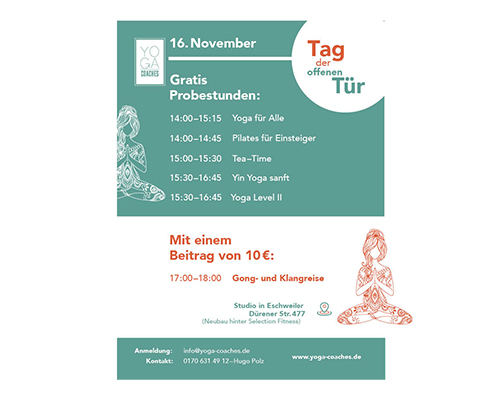 YO
GA
COACHES
16. November
Tag
der
offenen
Tür
Gratis
Probestunden:
14:00–15:15 Yoga für Alle
14:00–14:45 Pilates für Einsteiger
15:00–15:30 Tea–Time
15:30–16:45 Yin Yoga sanft
15:30–16:45 Yoga Level II
Mit einem
Beitrag von 10€:
17:00–18:00 Gong- und Klangreise
Studio in Eschweiler
Dürener Str.477
(Neubau hinter Selection Fitness)
Anmeldung: info@yoga-coaches.de
Kontakt: 0170 631 49 12–Hugo Polz
www.yoga-coaches.de